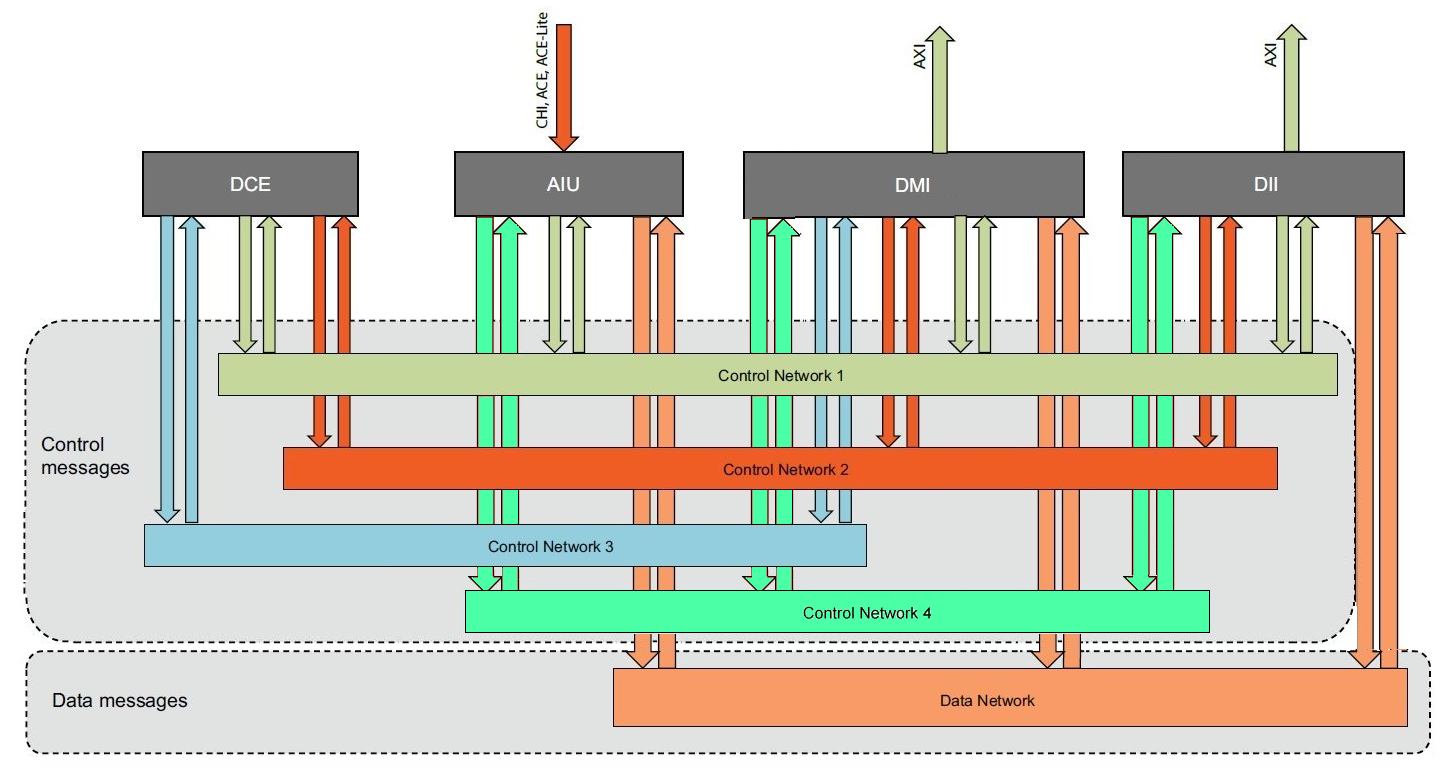 CHI, ACE, ACE-Lite
AXI
AXI
DCE
AIU
DMI
DII
Control Network 1
Control
messages
Control Network 2
Control Network 3
Control Network 4
Data messages
Data Network